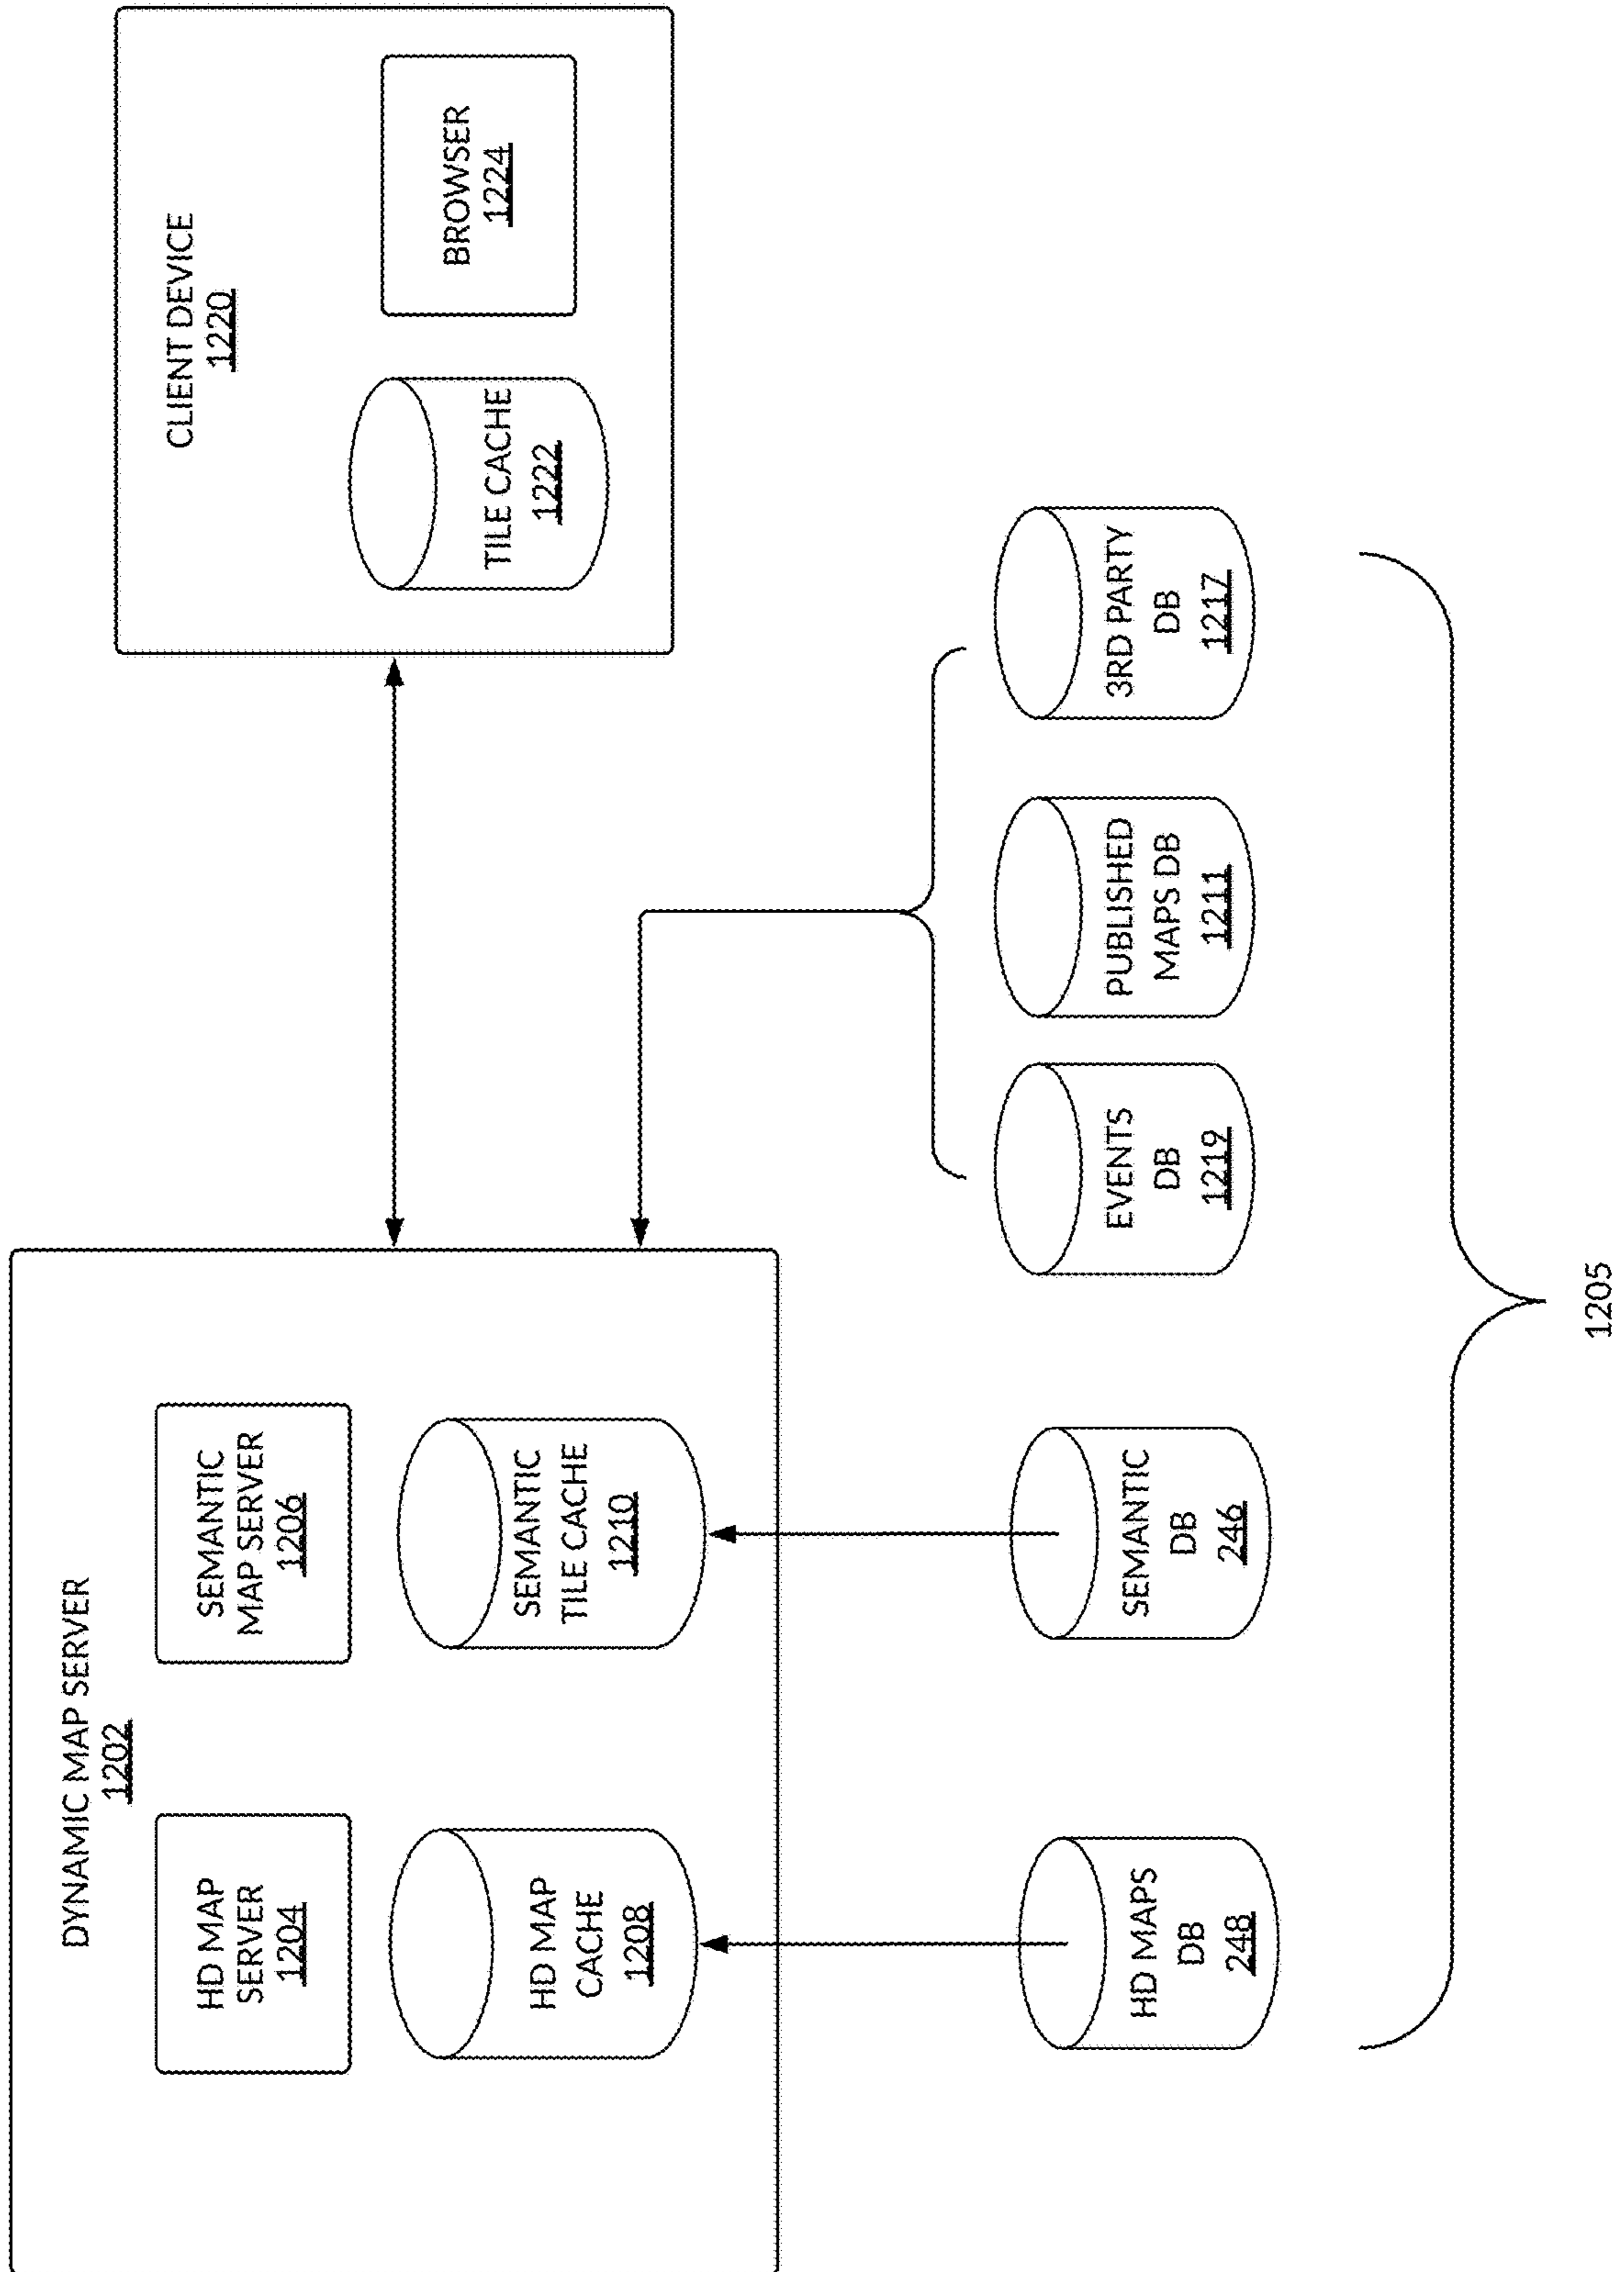 DYNAMIC MAP SERVER
1202
HD MAP
SERVER
1204
SEMANTIC
MAP SERVER
1206
HD MAP
CACHE
1208
SEMANTIC
TILE CACHE
1210
CLIENT DEVICE
1220
TILE CACHE
1222
BROWSER
1224
HD MAPS
DB
248
SEMANTIC
DB
246
EVENTS
DB
1219
PUBLISHED
MAPS DB
1211
3RD PARTY
DB
1217
1205